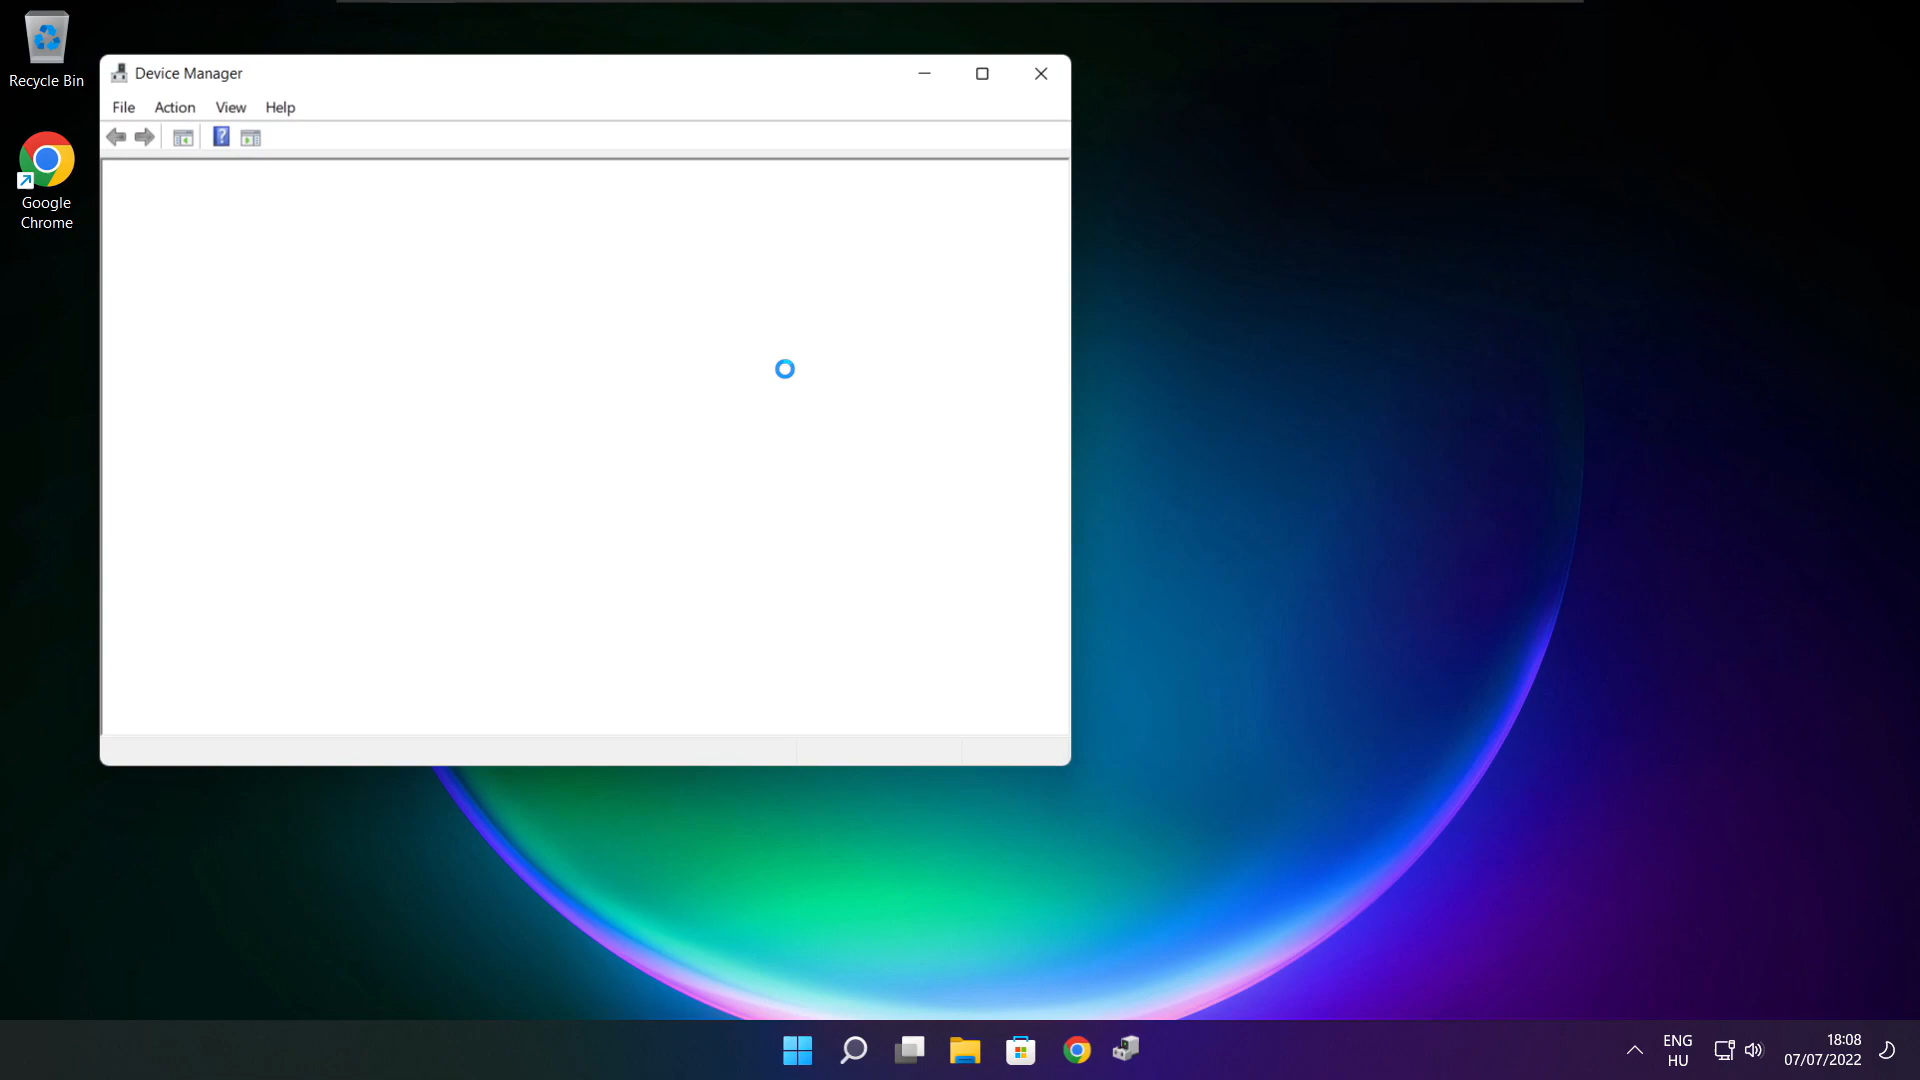 Recycle Bin
Google
Chrome
Device Manager
File Action View Help
?
ENG
HU
18:08
07/07/2022